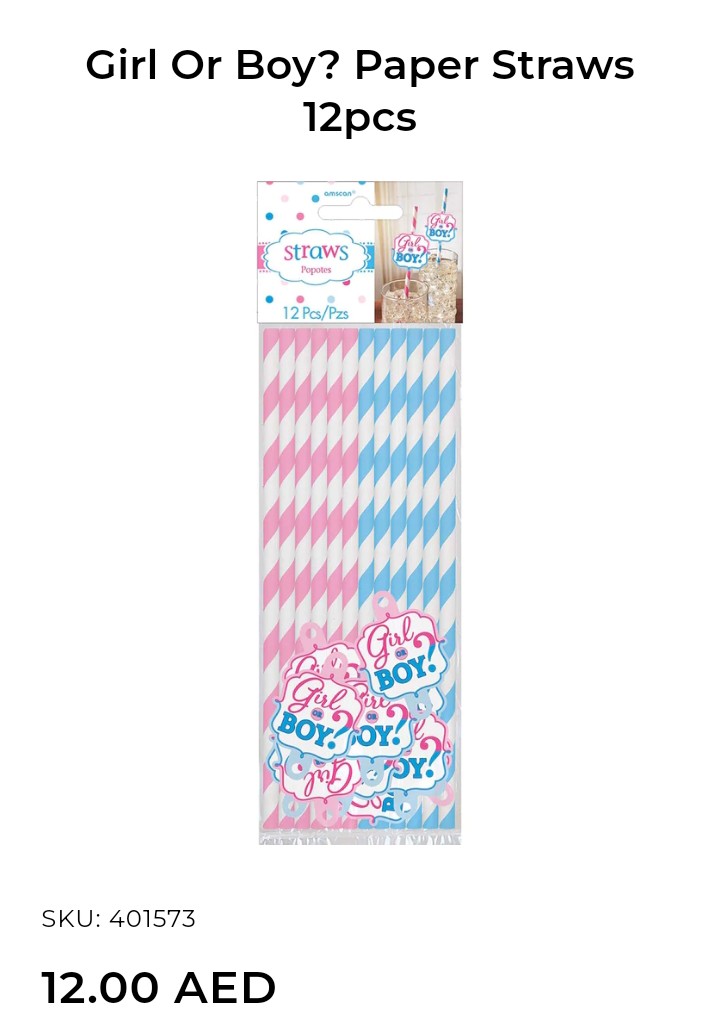 Girl Or Boy? Paper Straws
12pcs
amscan®
straws
Popotes
12 Pcs/Pzs
Girl
OR
BOY?
Girl
OR
BOY?
Girl
OR
BOY?
Girl
OR
BOY?
SKU: 401573
12.00 AED